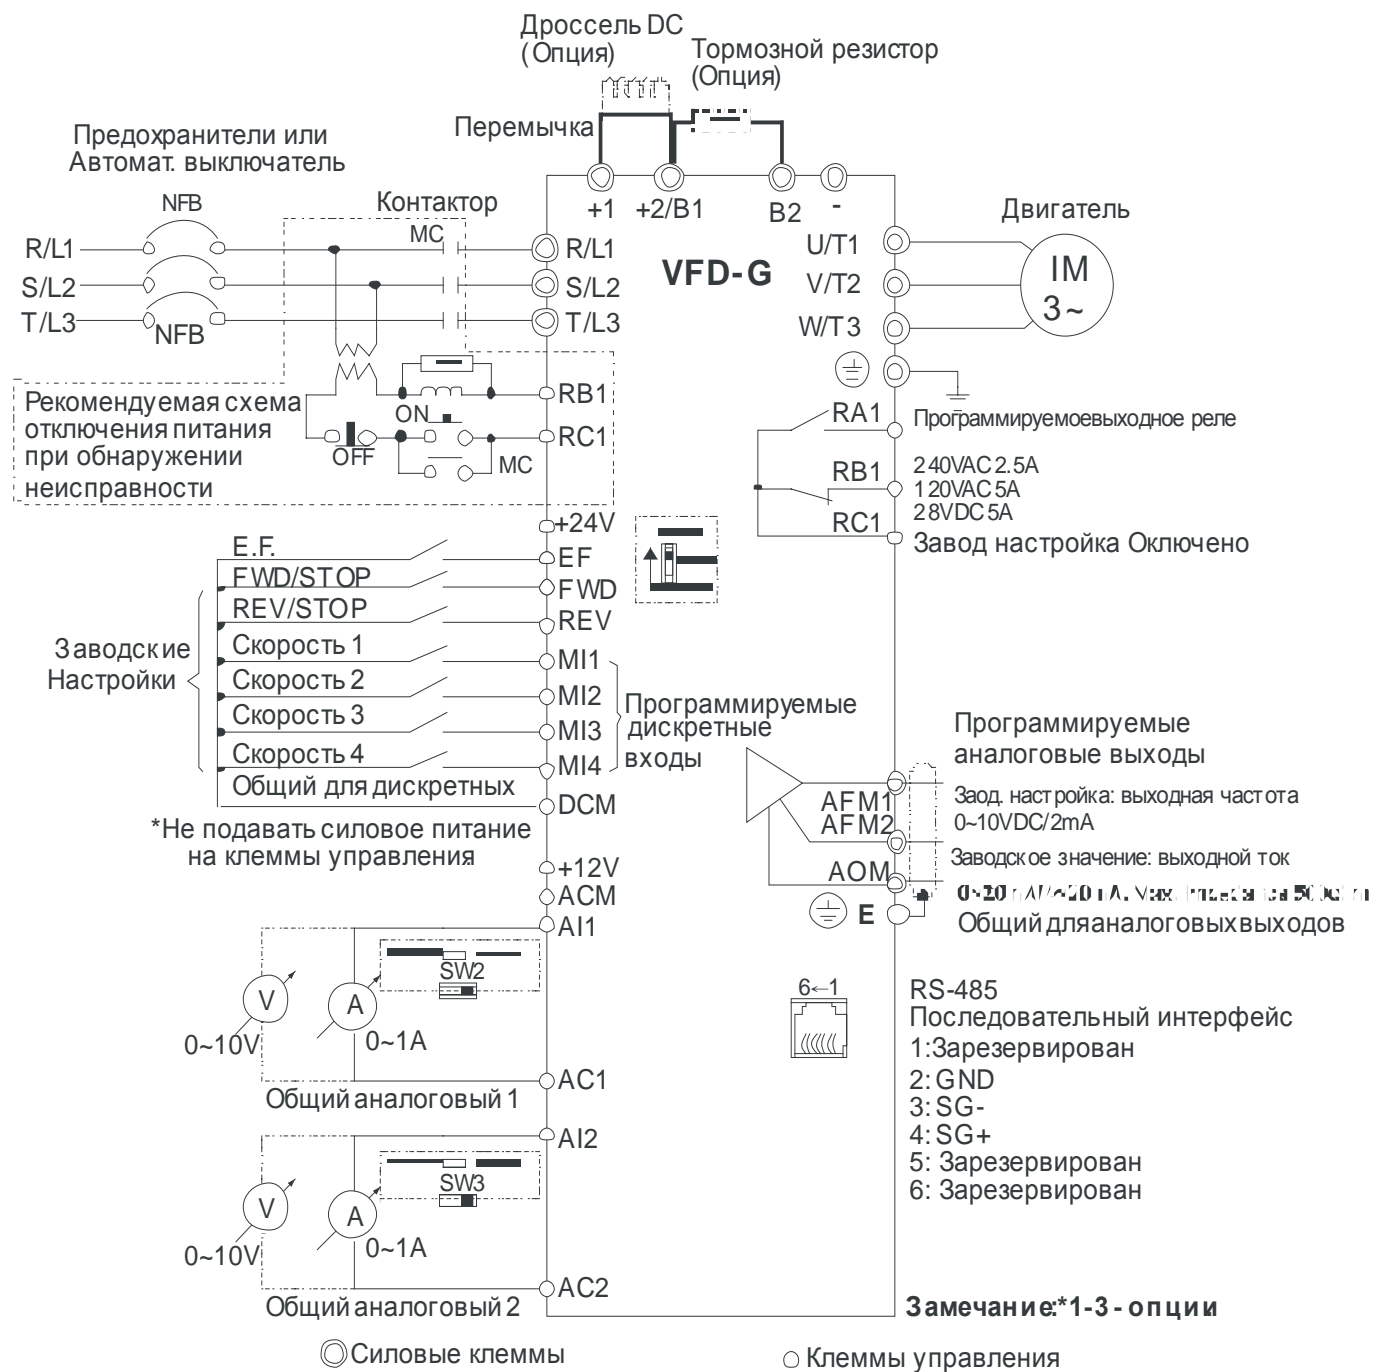 Дроссель DC
(Опция)
Тормозной резистор
(Опция)
Перемычка
Предохранители или
Автомат. выключатель
NFB
Контактор
MC
+1
+2/B1
B2
-
Двигатель
R/L1
R/L1
U/T1
VFD-G
IM
3~
S/L2
S/L2
V/T2
T/L3
NFB
T/L3
W/T3
Рекомендуемая схема
отключения питания
при обнаружении
неисправности
RB1
ON
OFF
RC1
MC
RA1
Программируемоевыходное реле
RB1
240VAC 2.5A
120VAC 5A
28VDC 5A
RC1
Завод настройка Оключено
+24V
E.F.
EF
FWD/STOP
FWD
REV/STOP
REV
Заводские
Настройки
Скорость 1
MI1
Скорость 2
MI2
Скорость 3
MI3
Скорость 4
MI4
Программируемые
дискретные
входы
Общий для дискретных
DCM
*Не подавать силовое питание
на клеммы управления
Программируемые
аналоговые выходы
AFM1
Заод. настройка: выходная частота
0~10VDC/2mA
AFM2
Заводское значение: выходной ток
AOM
E
Общий дляаналоговыхвыходов
+12V
ACM
AI1
SW2
V
A
0~10V
0~1A
AC1
Общий аналоговый 1
6←1
RS-485
Последовательный интерфейс
1:Зарезервирован
2: GND
3: SG-
4: SG+
5: Зарезервирован
6: Зарезервирован
AI2
SW3
V
A
0~10V
0~1A
AC2
Общий аналоговый 2
Замечание:*1-3 - опции
Силовые клеммы
Клеммы управления